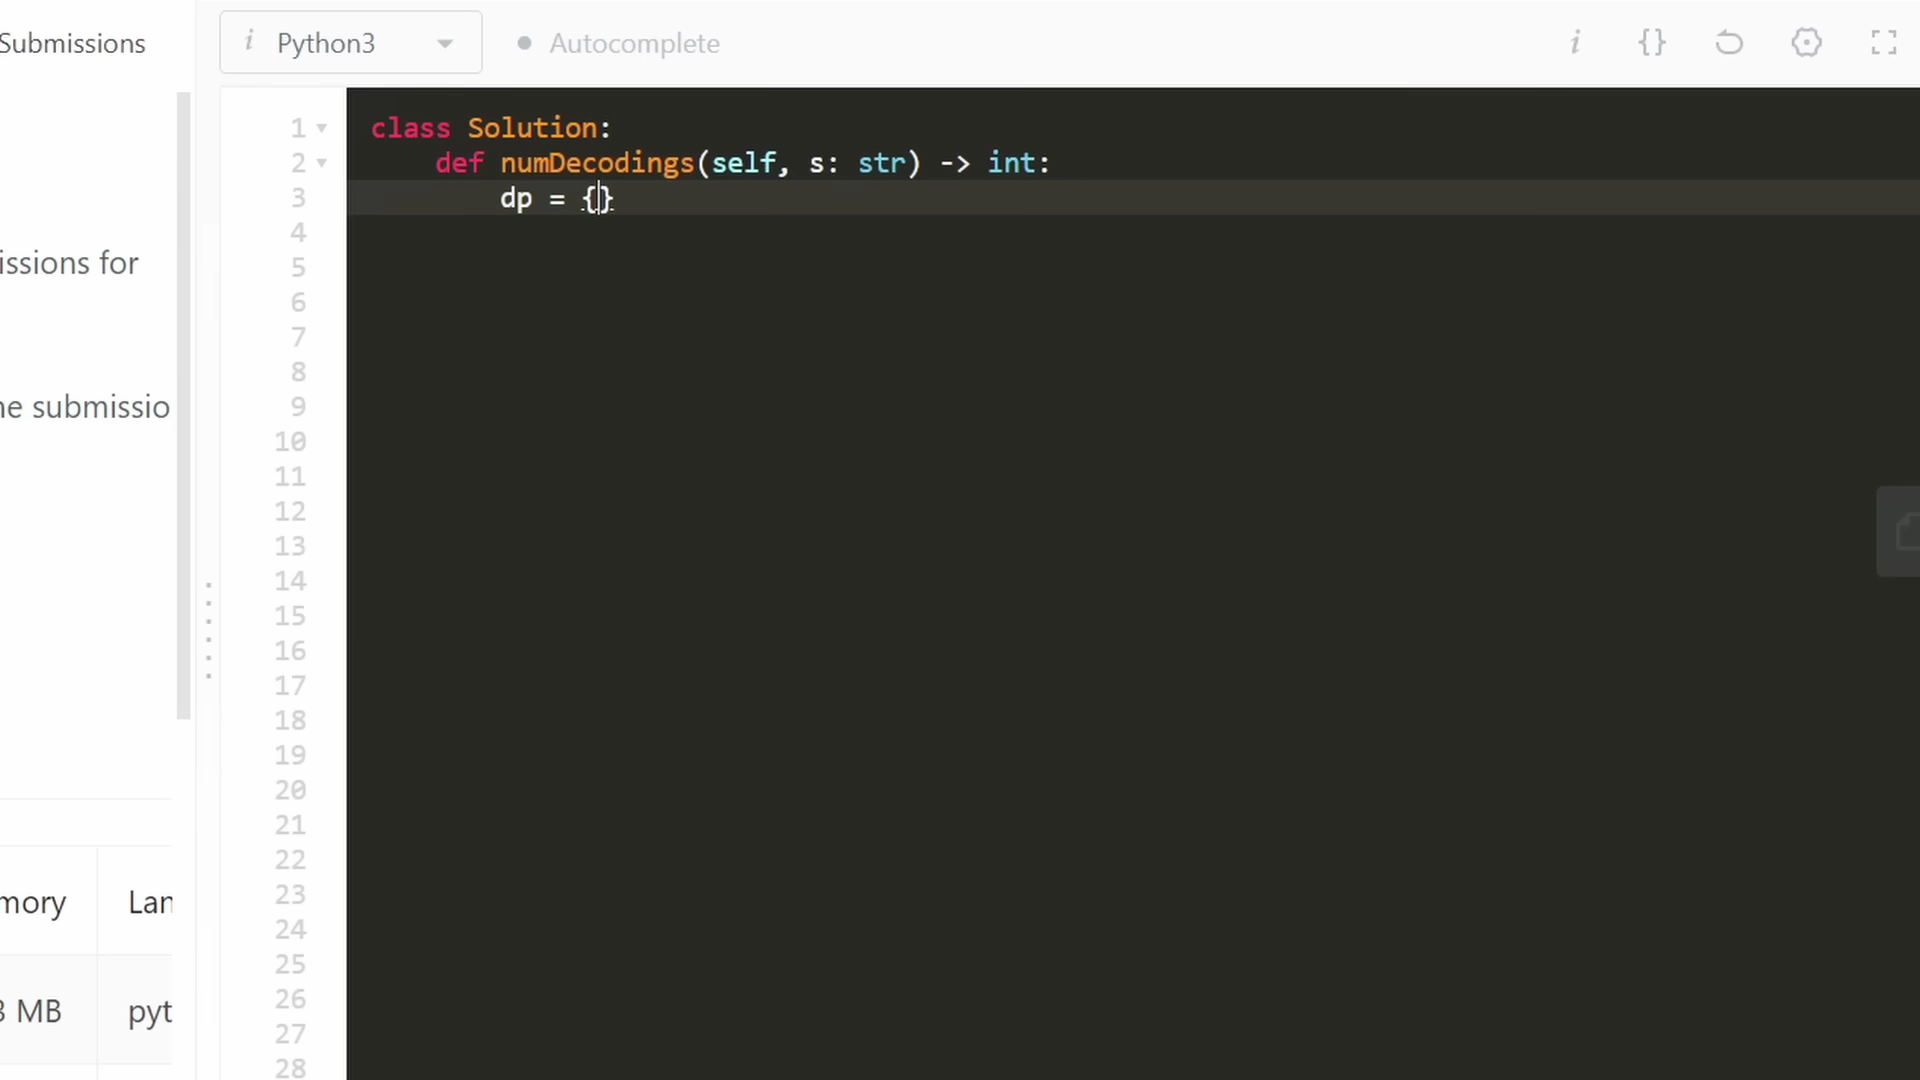 Submissions
Python3
Autocomplete
issions for
ne submissio
mory
Lan
3 MB
pyt
1
2
3
4
5
6
7
8
9
10
11
12
13
14
15
16
17
18
19
20
21
22
23
24
25
26
27
28
class Solution:
def numDecodings(self, s: str) -> int:
dp = {}